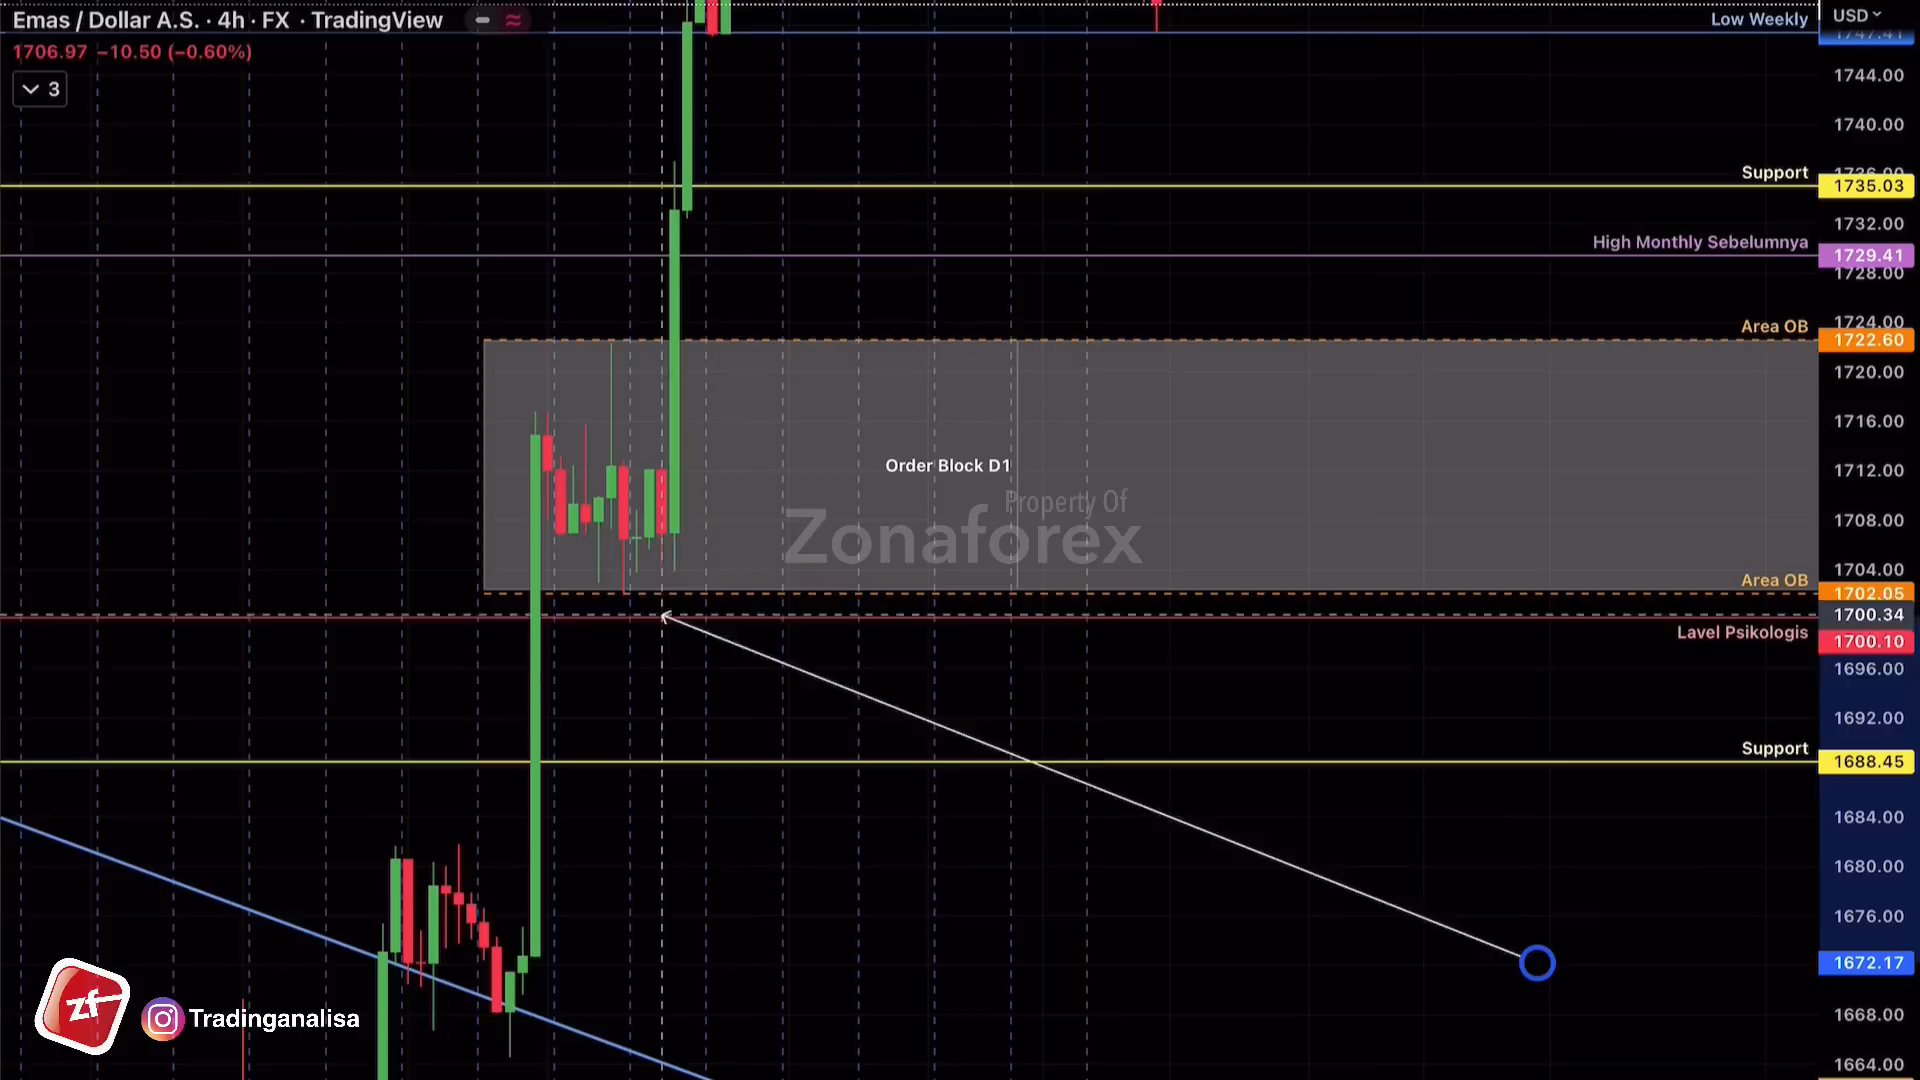 Emas / Dollar A.S. · 4h · FX · TradingView
1706.97 −10.50 (−0.60%)
3
USD
Low Weekly
1747.41
1744.00
1740.00
Support
1736.00
1735.03
1732.00
High Monthly Sebelumnya
1729.41
1728.00
Area OB
1724.00
1722.60
1720.00
1716.00
Order Block D1
1712.00
Property Of
Zonaforex
1708.00
1704.00
Area OB
1702.05
1700.34
Lavel Psikologis
1700.10
1696.00
1692.00
Support
1688.45
1684.00
1680.00
1676.00
1672.17
zf
Tradinganalisa
1668.00
1664.00